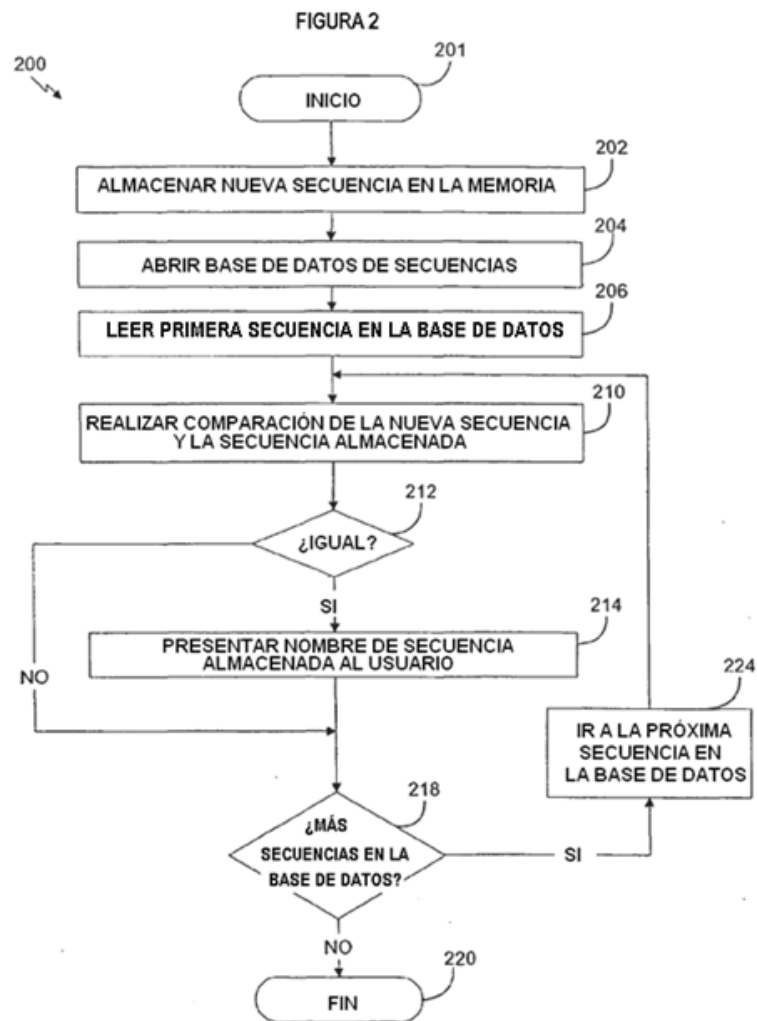 FIGURA 2
200
201
INICIO
202
ALMACENAR NUEVA SECUENCIA EN LA MEMORIA
204
ABRIR BASE DE DATOS DE SECUENCIAS
206
LEER PRIMERA SECUENCIA EN LA BASE DE DATOS
210
REALIZAR COMPARACIÓN DE LA NUEVA SECUENCIA
Y LA SECUENCIA ALMACENADA
212
¿IGUAL?
SI
214
PRESENTAR NOMBRE DE SECUENCIA
ALMACENADA AL USUARIO
NO
224
IR A LA PRÓXIMA
SECUENCIA EN
LA BASE DE DATOS
218
¿MÁS
SECUENCIAS EN LA
BASE DE DATOS?
SI
NO
220
FIN